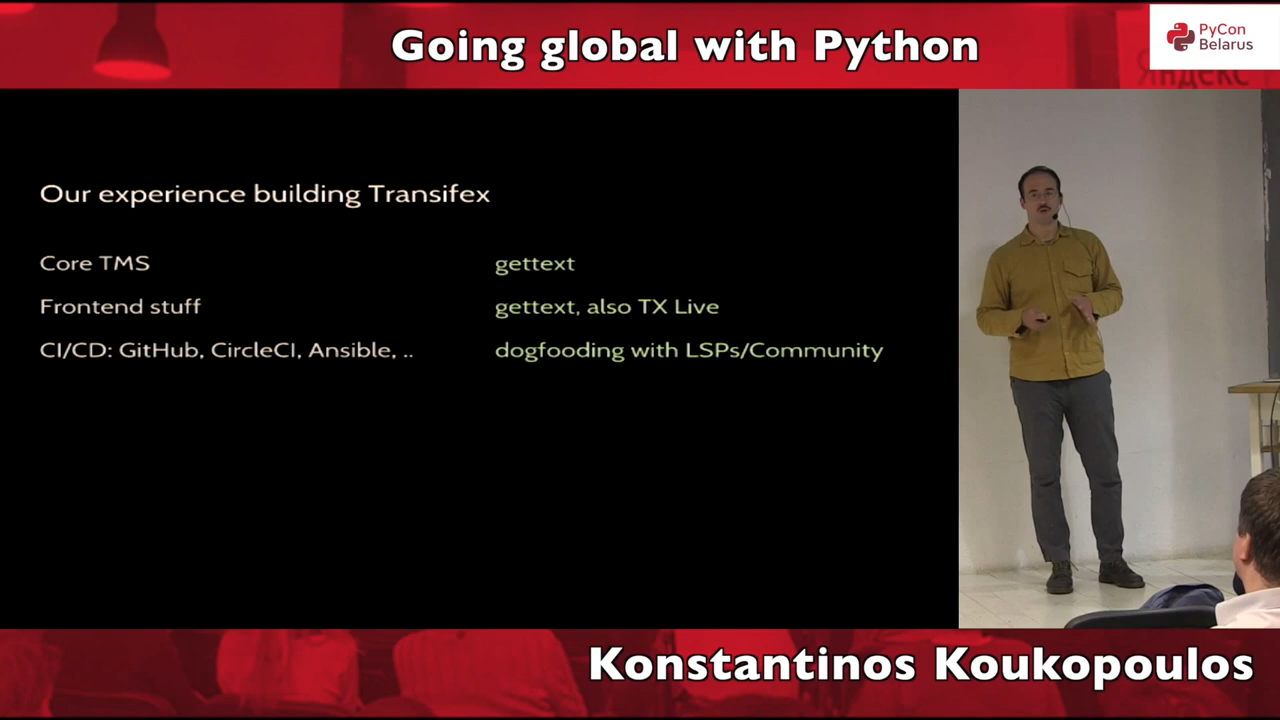 Going global with Python
PyCon
Belarus
Яндекс
Our experience building Transifex
Core TMS
gettext
Frontend stuff
gettext, also TX Live
CI/CD: GitHub, CircleCI, Ansible, ..
dogfooding with LSPs/Community
Konstantinos Koukopoulos